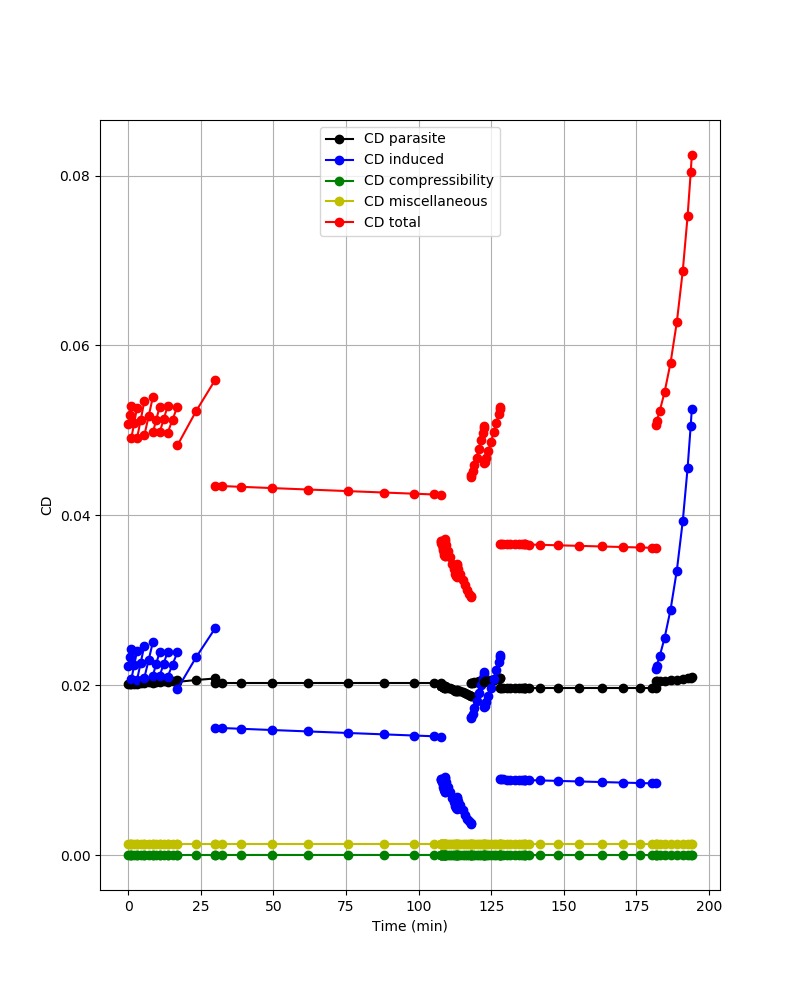 CD parasite
CD induced
CD compressibility
CD miscellaneous
CD total
0.08
0.06
0.04
0.02
0.00
CD
0 25 50 75 100 125 150 175 200
Time (min)